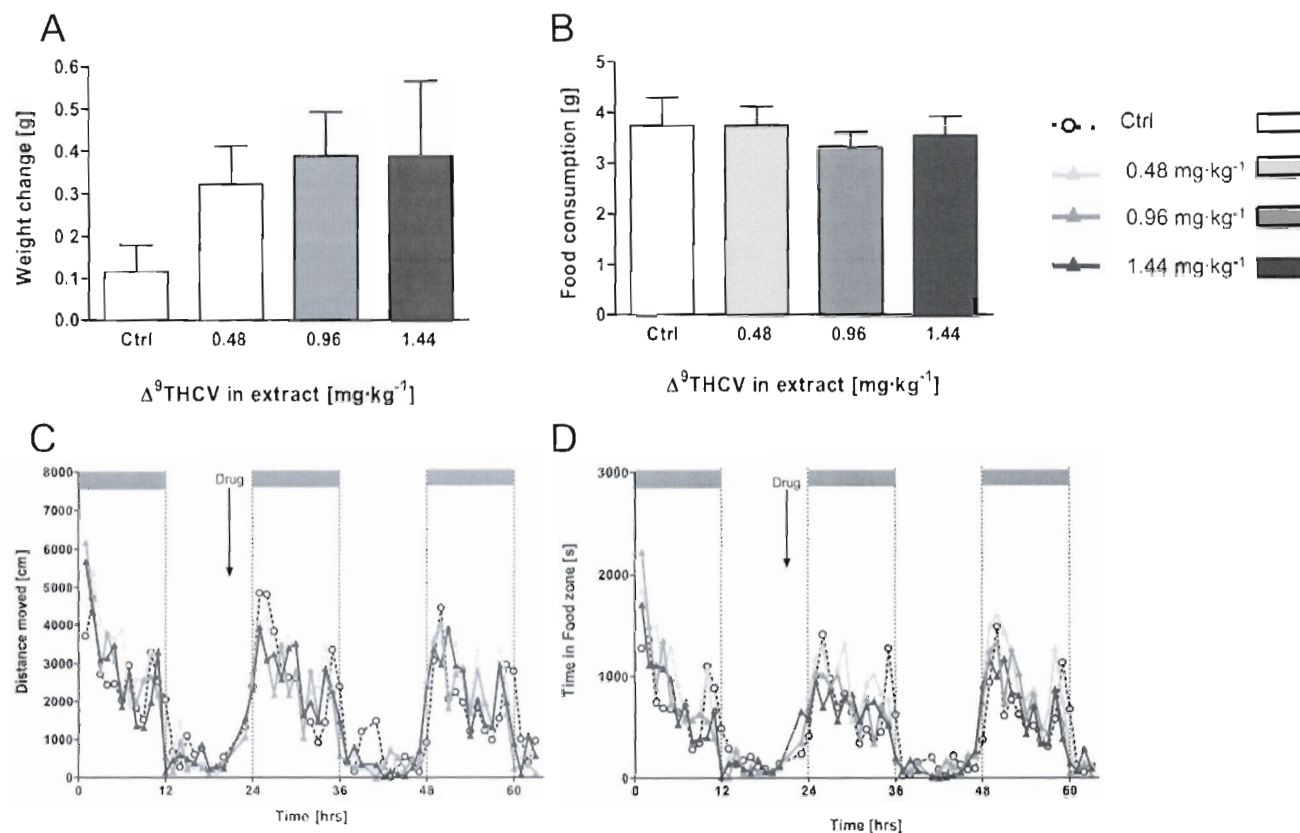 A
Weight change [g]
0.6
0.5
0.4
0.3
0.2
0.1
0.0
Ctrl 0.48 0.96 1.44
Δ⁹THCV in extract [mg·kg⁻¹]
B
Food consumption [g]
5
4
3
2
1
0
Ctrl 0.48 0.96 1.44
Δ⁹THCV in extract [mg·kg⁻¹]
Ctrl
0.48 mg·kg⁻¹
0.96 mg·kg⁻¹
1.44 mg·kg⁻¹
C
Distance moved [cm]
8000
7000
6000
5000
4000
3000
2000
1000
0
Drug
0 12 24 36 48 60
Time [hrs]
D
Time in Food zone [s]
3000
2000
1000
0
Drug
0 12 24 36 48 60
Time [hrs]